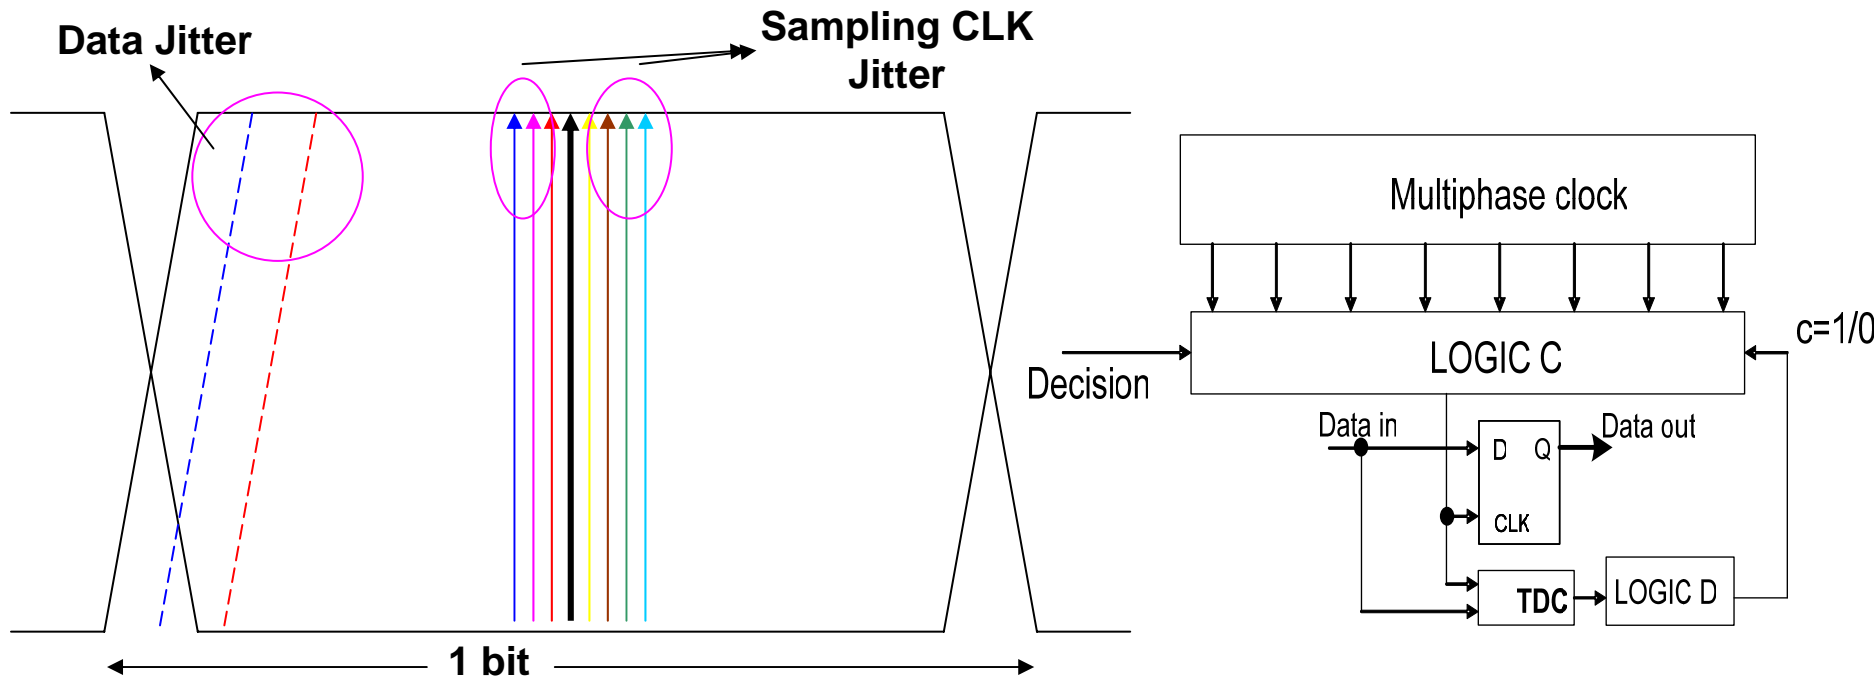 Data Jitter
Sampling CLK
Jitter
1 bit
Multiphase clock
LOGIC C
c=1/0
Decision
Data in
Data out
D Q
CLK
TDC
LOGIC D